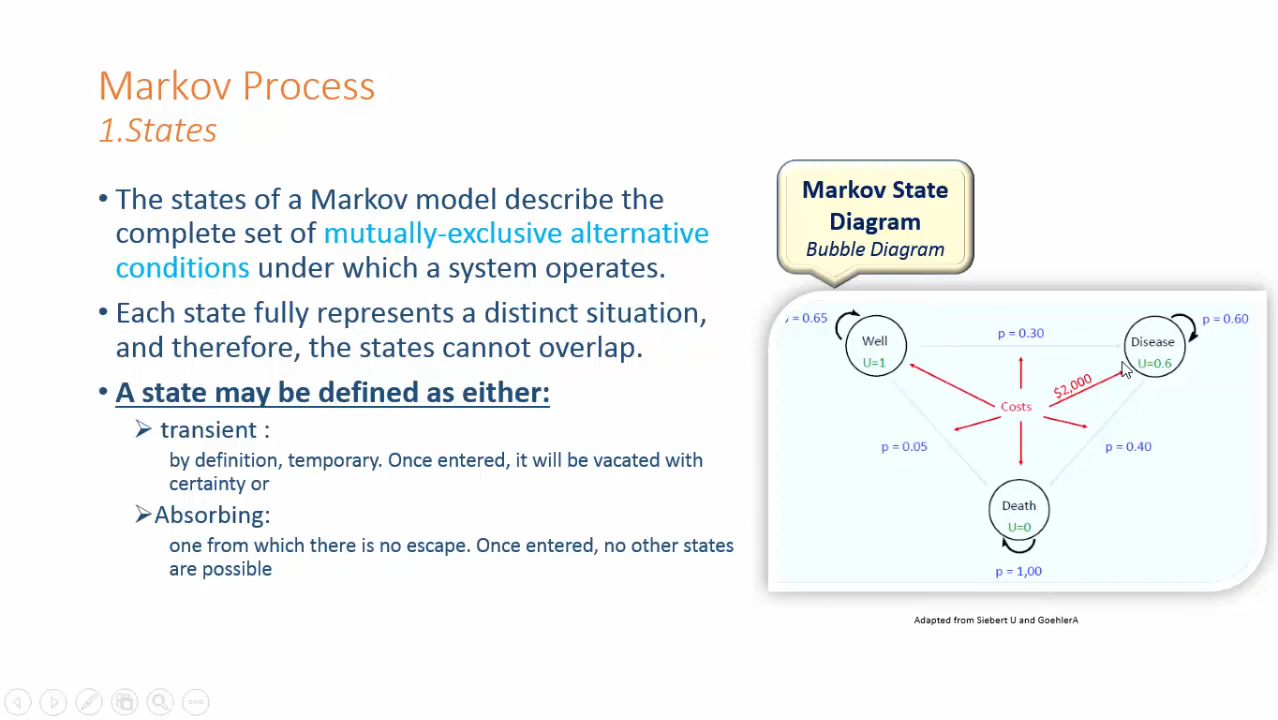 Markov Process
1.States
• The states of a Markov model describe the
complete set of mutually-exclusive alternative
conditions under which a system operates.
• Each state fully represents a distinct situation,
and therefore, the states cannot overlap.
• A state may be defined as either:
➢ transient :
by definition, temporary. Once entered, it will be vacated with
certainty or
➢Absorbing:
one from which there is no escape. Once entered, no other states
are possible
Markov State
Diagram
Bubble Diagram
= 0.65
Well
U=1
p = 0.30
Disease
U=0.6
p = 0.60
$2,000
Costs
p = 0.05
p = 0.40
Death
U=0
p = 1,00
Adapted from Siebert U and GoehlerA